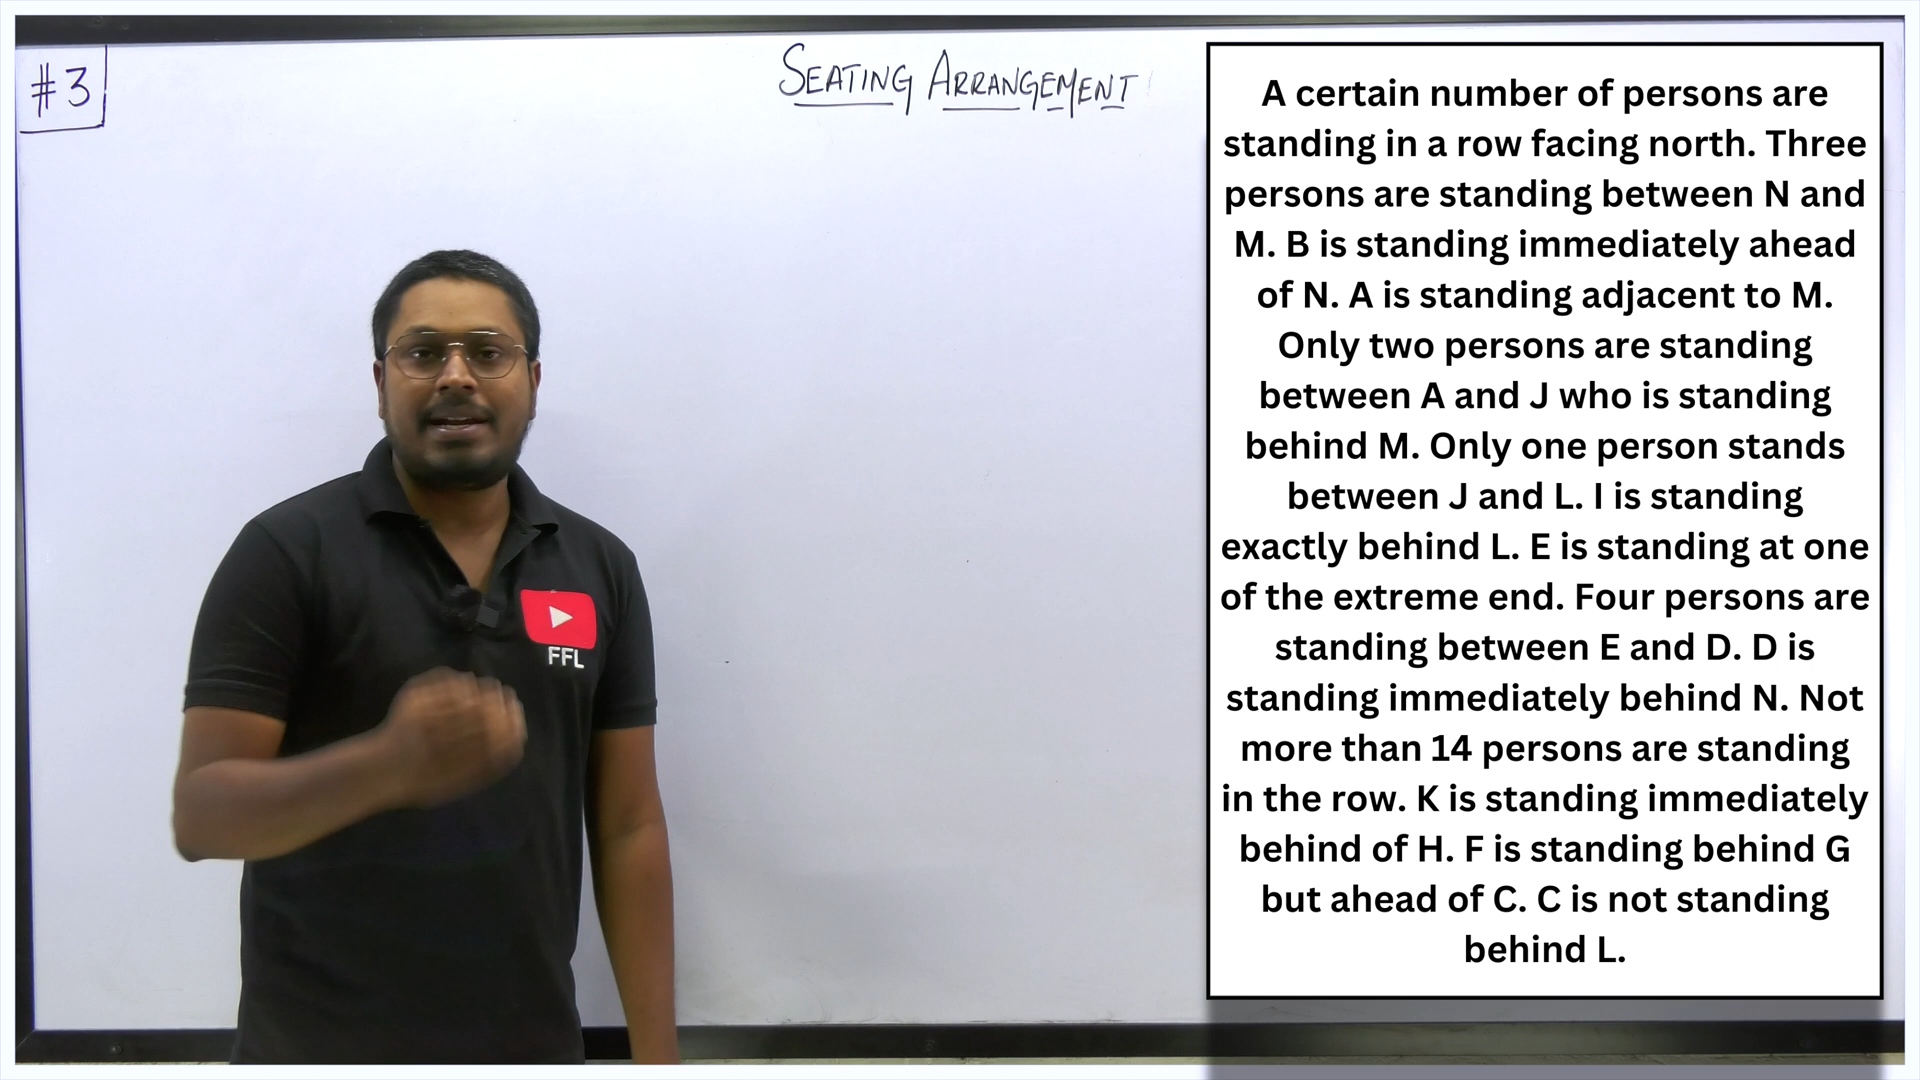 #3
SEATING ARRANGEMENT
A certain number of persons are
standing in a row facing north. Three
persons are standing between N and
M. B is standing immediately ahead
of N. A is standing adjacent to M.
Only two persons are standing
between A and J who is standing
behind M. Only one person stands
between J and L. I is standing
exactly behind L. E is standing at one
of the extreme end. Four persons are
standing between E and D. D is
standing immediately behind N. Not
more than 14 persons are standing
in the row. K is standing immediately
behind of H. F is standing behind G
but ahead of C. C is not standing
behind L.
FFL